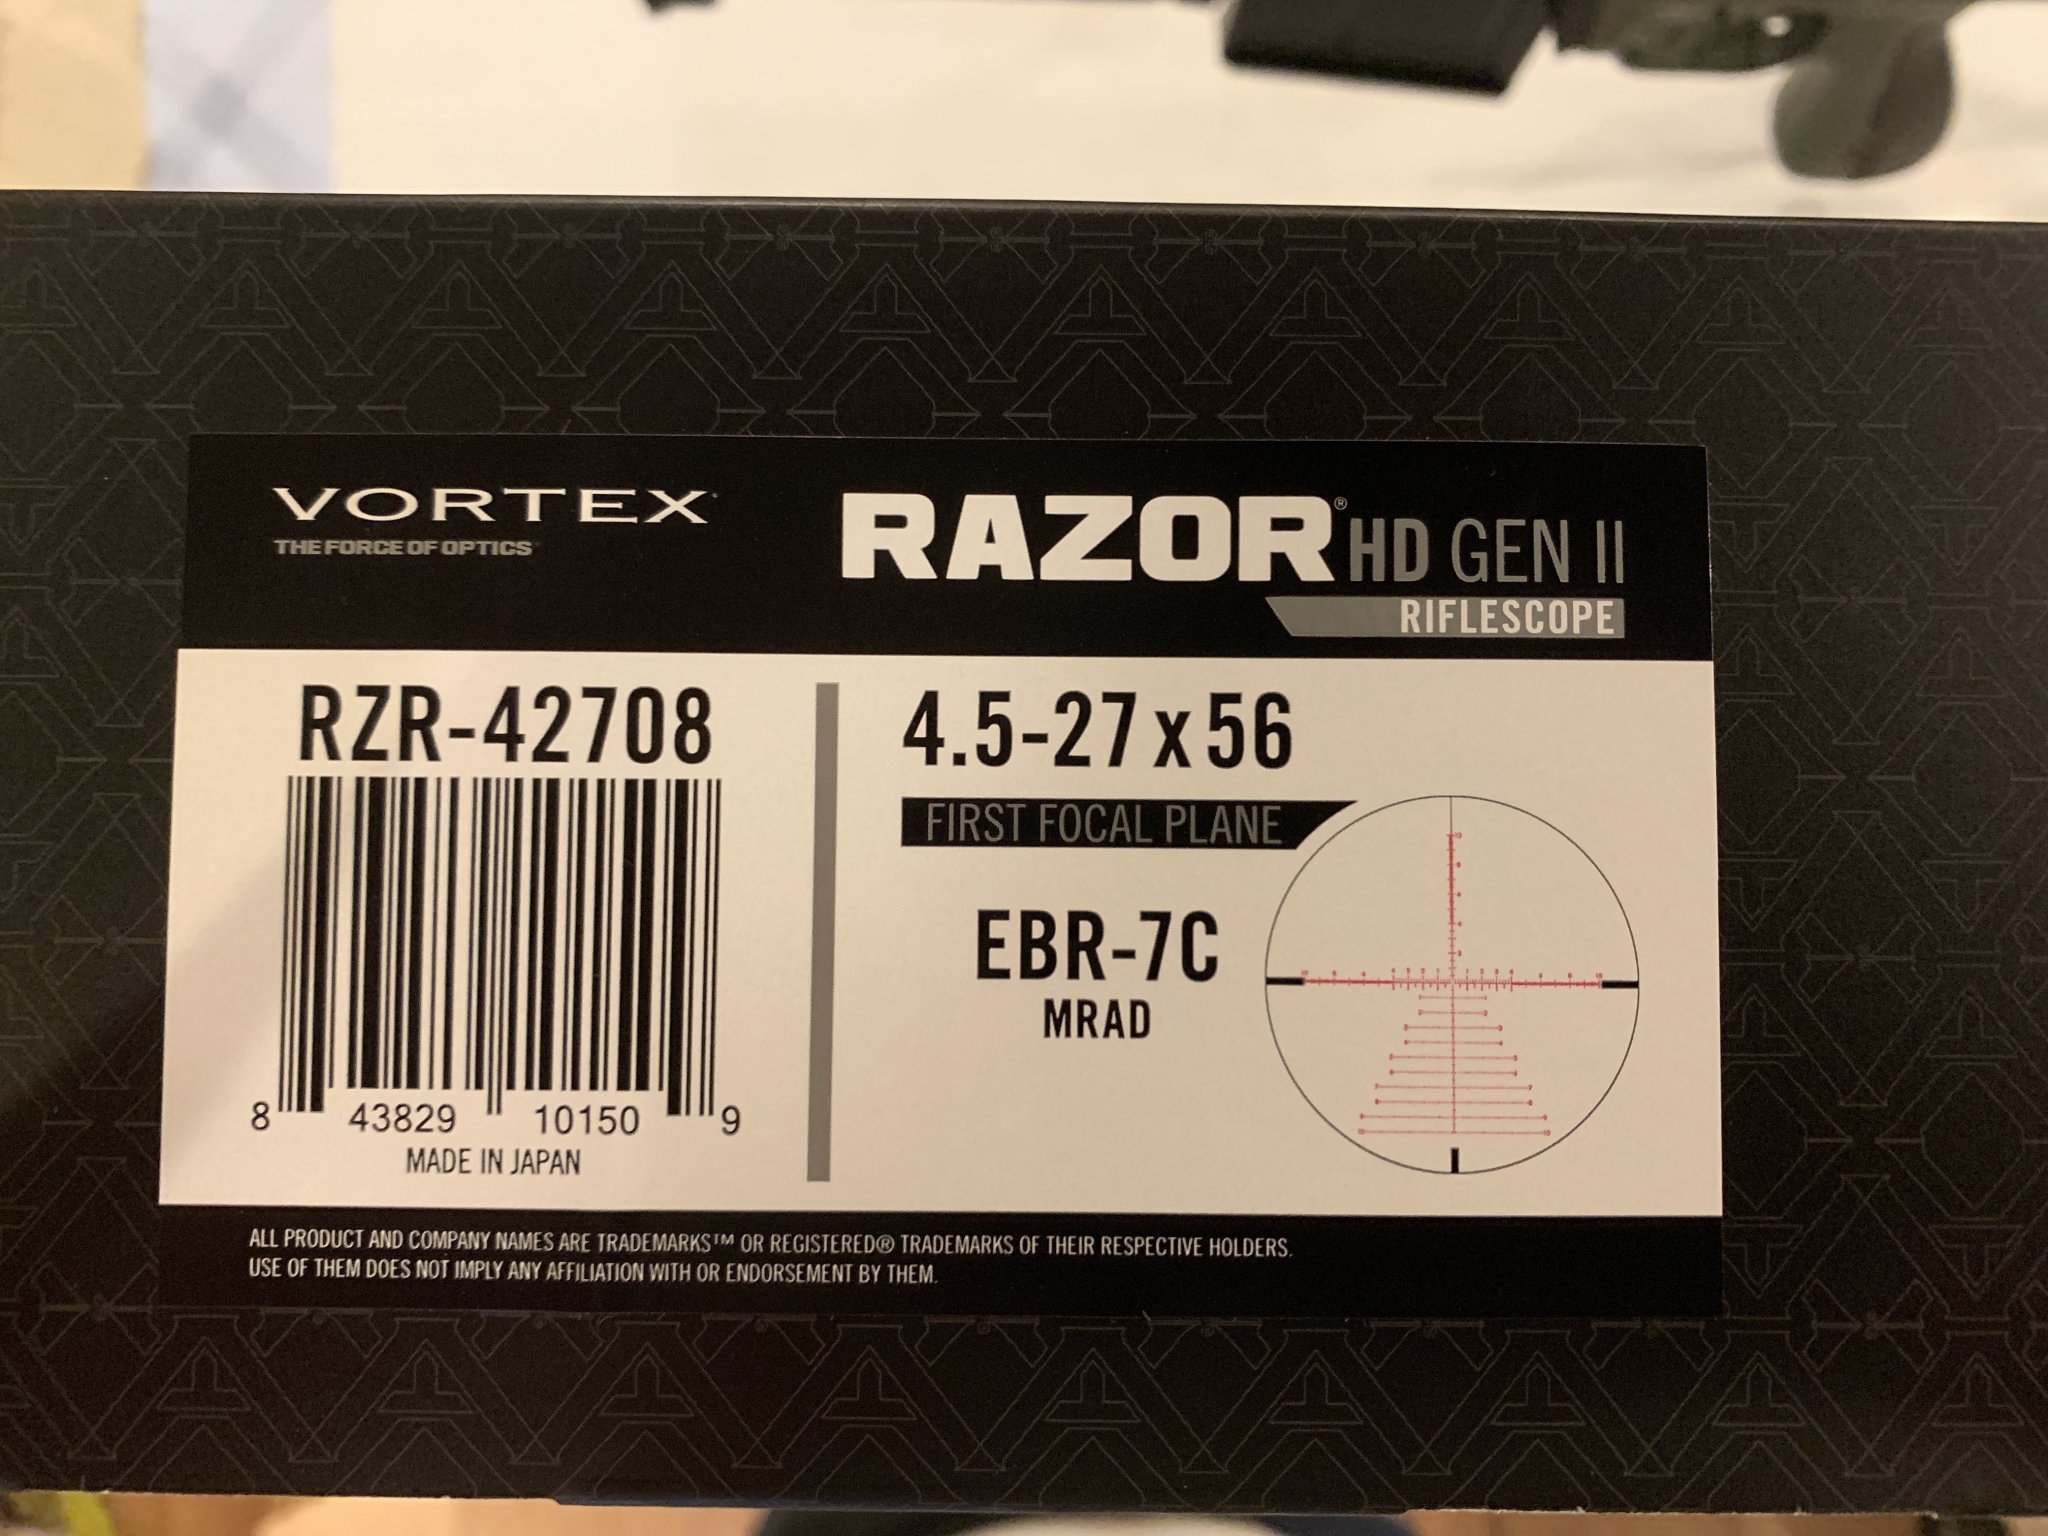 VORTEX
THE FORCE OF OPTICS
RAZOR® HD GEN II
RIFLESCOPE
RZR-42708
8 43829 10150 9
MADE IN JAPAN
4.5-27 x 56
FIRST FOCAL PLANE
EBR-7C
MRAD
ALL PRODUCT AND COMPANY NAMES ARE TRADEMARKS™ OR REGISTERED® TRADEMARKS OF THEIR RESPECTIVE HOLDERS.
USE OF THEM DOES NOT IMPLY ANY AFFILIATION WITH OR ENDORSEMENT BY THEM.